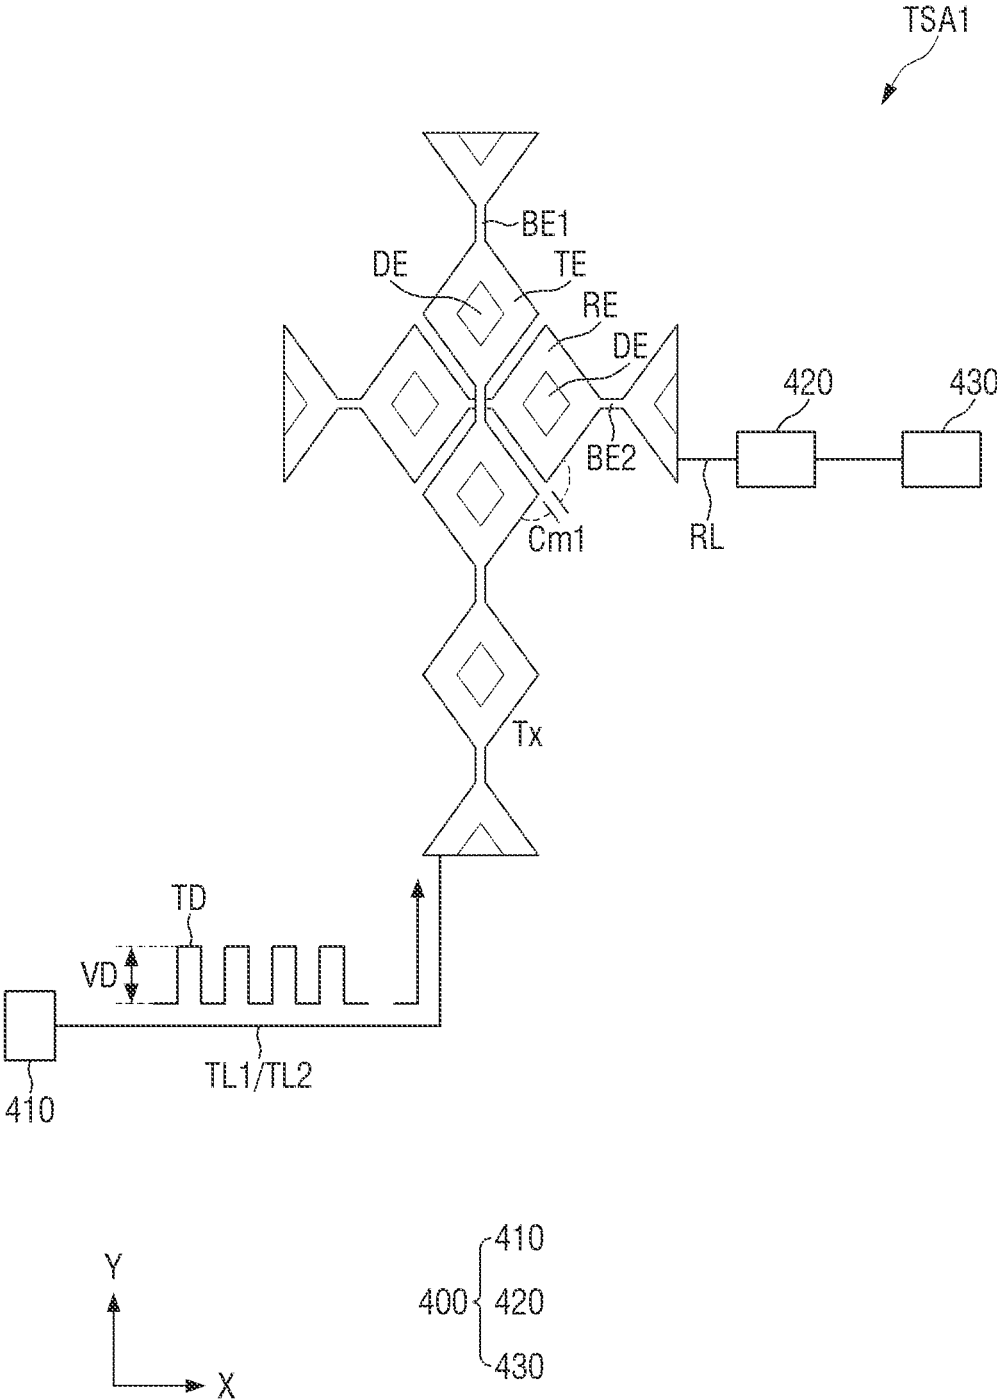 TSA1
BE1
DE
TE
RE
DE
420
430
BE2
RL
Cm1
Tx
TD
VD
TL1/TL2
410
Y
X
400
410
420
430